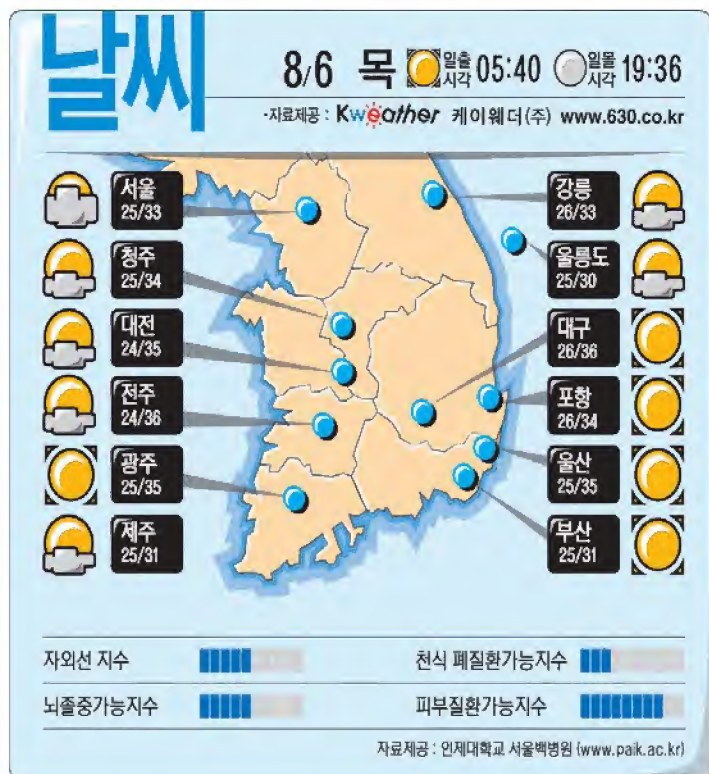 날씨
8/6 목 일출시각 05:40 일몰시각 19:36
·자료제공 : Kweather 케이웨더(주) www.630.co.kr
서울
25/33
청주
25/34
대전
24/35
전주
24/36
광주
25/35
제주
25/31
강릉
26/33
울릉도
25/30
대구
26/36
포항
26/34
울산
25/35
부산
25/31
자외선 지수
천식 폐질환가능지수
뇌졸중가능지수
피부질환가능지수
자료제공 : 인제대학교 서울백병원 (www.paik.ac.kr)